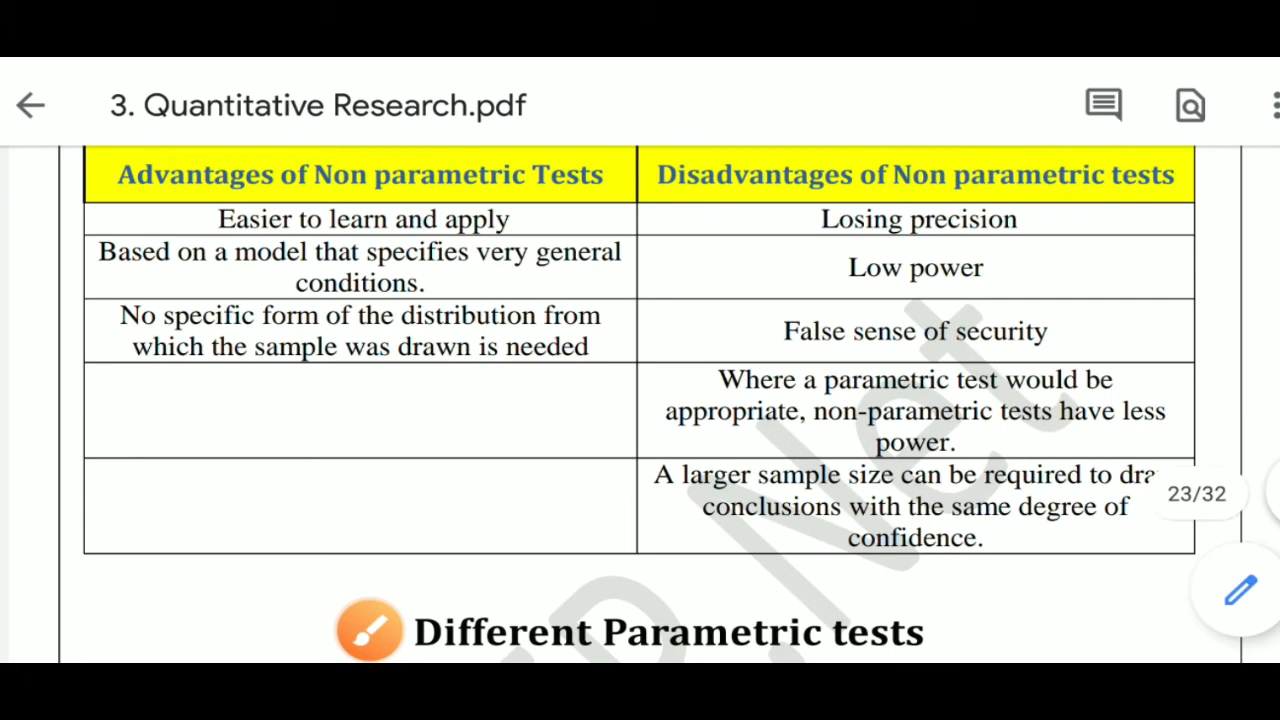 3. Quantitative Research.pdf
Advantages of Non parametric Tests
Disadvantages of Non parametric tests
Easier to learn and apply
Losing precision
Based on a model that specifies very general
conditions.
Low power
No specific form of the distribution from
which the sample was drawn is needed
False sense of security
Where a parametric test would be
appropriate, non-parametric tests have less
power.
A larger sample size can be required to dra
conclusions with the same degree of
confidence.
23/32
Different Parametric tests
Net